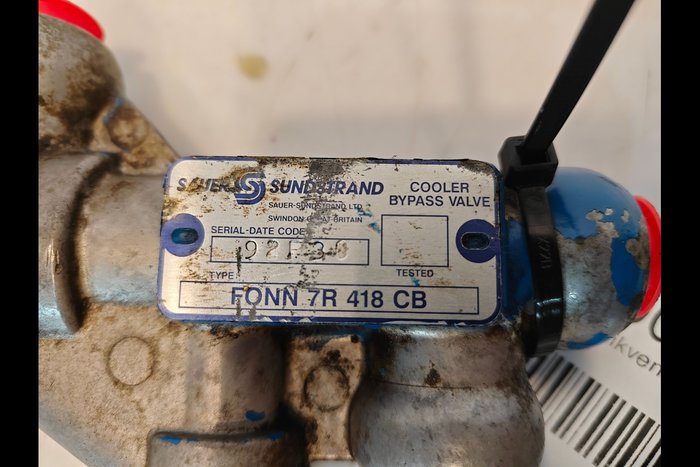 SAUER SUNDSTRAND
SAUER-SUNDSTRAND LTD
SWINDON-GREAT BRITAIN
COOLER
BYPASS VALVE
SERIAL-DATE CODE
TESTED
TYPE
FONN 7R 418 CB